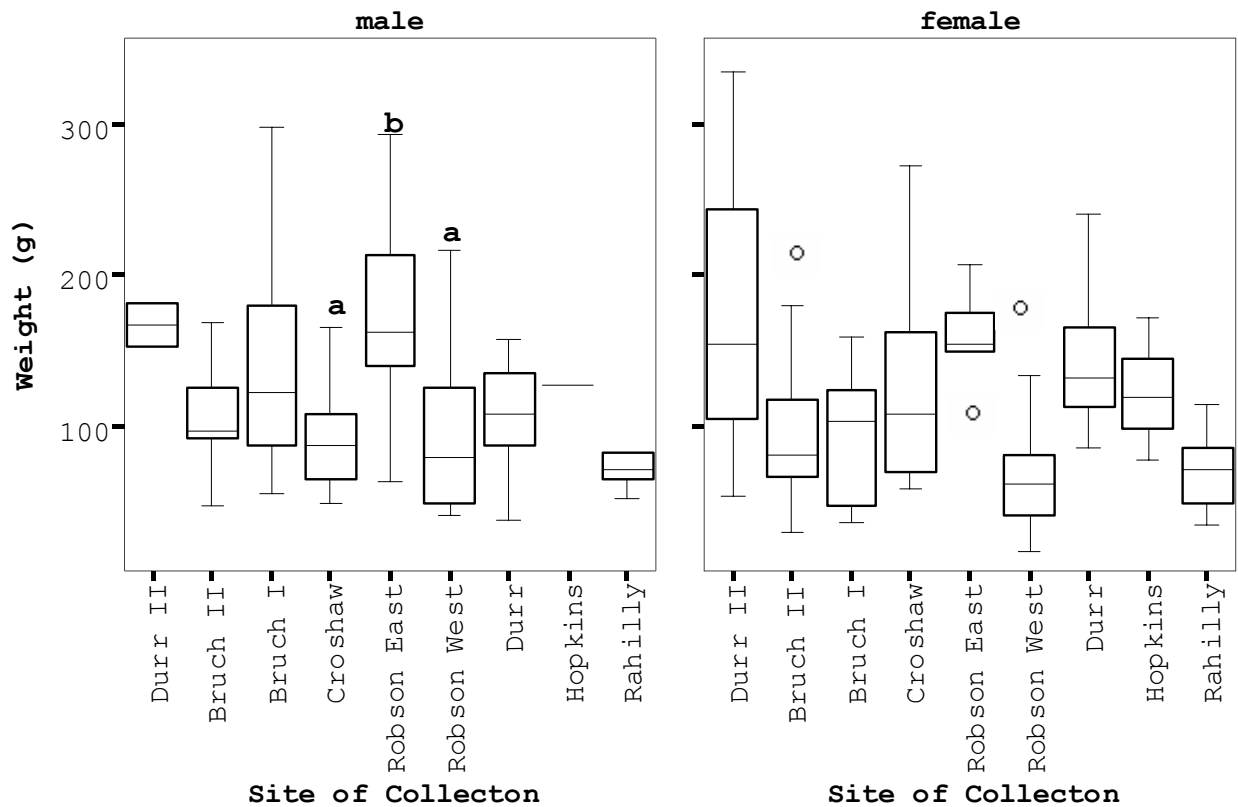 male
female
Weight (g)
300
200
100
b
a
a
Durr II
Bruch II
Bruch I
Croshaw
Robson East
Robson West
Durr
Hopkins
Rahilly
Durr II
Bruch II
Bruch I
Croshaw
Robson East
Robson West
Durr
Hopkins
Rahilly
Site of Collecton
Site of Collecton